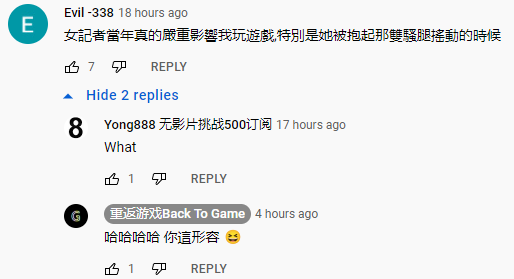 E
Evil -338 18 hours ago
女記者當年真的嚴重影響我玩遊戲,特別是她被抱起那雙騷腿搖動的時候
7 REPLY
Hide 2 replies
8
Yong888 无影片挑战500订阅 17 hours ago
What
1 REPLY
G
重返游戏Back To Game 4 hours ago
哈哈哈哈 你這形容 😆
1 REPLY